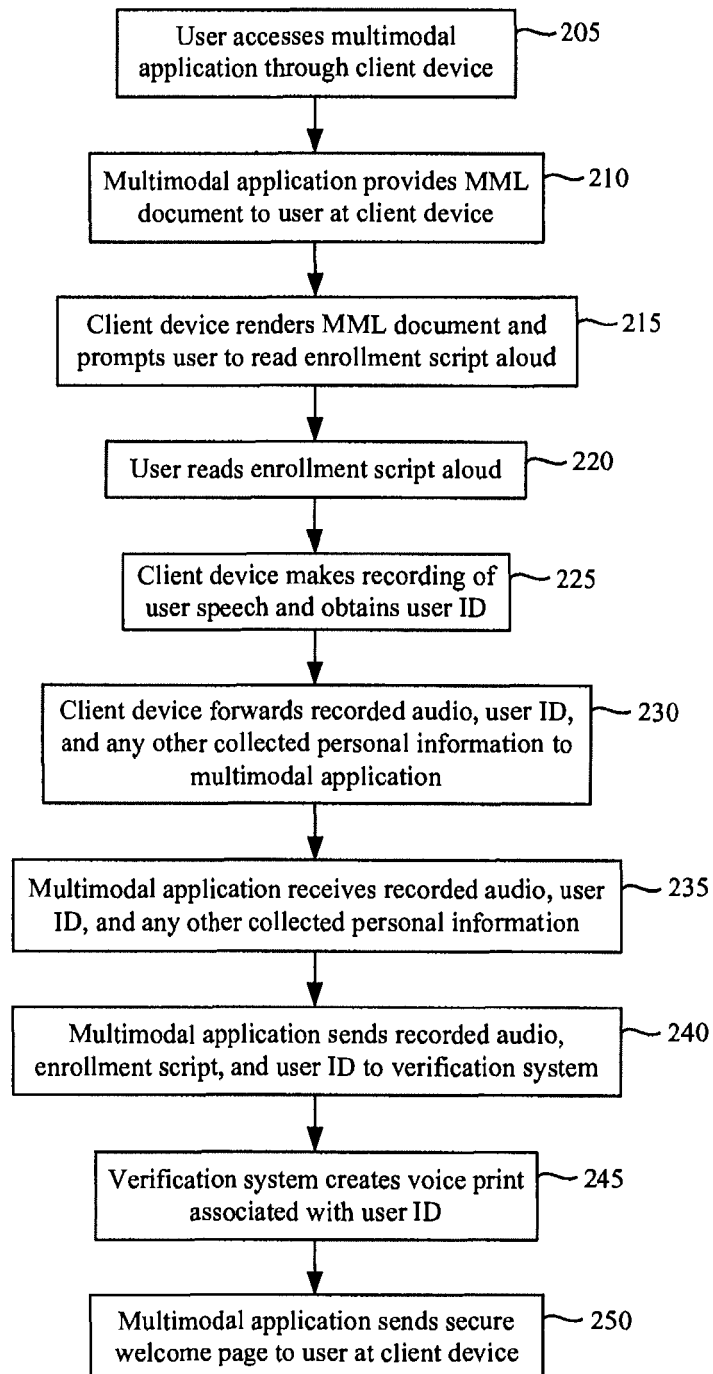 User accesses multimodal
application through client device
205
Multimodal application provides MML
document to user at client device
210
Client device renders MML document and
prompts user to read enrollment script aloud
215
User reads enrollment script aloud
220
Client device makes recording of
user speech and obtains user ID
225
Client device forwards recorded audio, user ID,
and any other collected personal information to
multimodal application
230
Multimodal application receives recorded audio, user
ID, and any other collected personal information
235
Multimodal application sends recorded audio,
enrollment script, and user ID to verification system
240
Verification system creates voice print
associated with user ID
245
Multimodal application sends secure
welcome page to user at client device
250